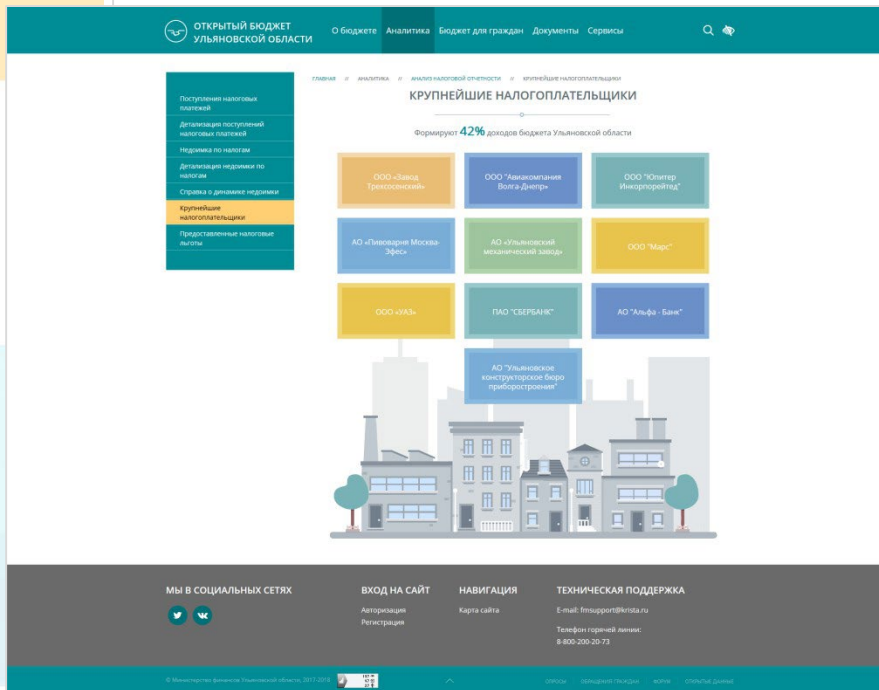 ОТКРЫТЫЙ БЮДЖЕТ
УЛЬЯНОВСКОЙ ОБЛАСТИ
О бюджете Аналитика Бюджет для граждан Документы Сервисы
Поступления налоговых
платежей
Детализация поступлений
налоговых платежей
Недоимка по налогам
Детализация недоимки по
налогам
Справка о динамике недоимки
Крупнейшие
налогоплательщики
Предоставленные налоговые
льготы
ГЛАВНАЯ // АНАЛИТИКА // АНАЛИЗ НАЛОГОВОЙ ОТЧЕТНОСТИ // КРУПНЕЙШИЕ НАЛОГОПЛАТЕЛЬЩИКИ
КРУПНЕЙШИЕ НАЛОГОПЛАТЕЛЬЩИКИ
Формируют 42% доходов бюджета Ульяновской области
ООО «Завод
Трехсосенский»
ООО "Авиакомпания
Волга-Днепр»
ООО "Юпитер
Инкорпорейтед"
АО «Пивоварня Москва-
Эфес»
АО «Ульяновский
механический завод»
ООО "Марс"
ООО «УАЗ»
ПАО "СБЕРБАНК"
АО "Альфа - Банк"
АО "Ульяновское
конструкторское бюро
приборостроения"
МЫ В СОЦИАЛЬНЫХ СЕТЯХ
ВХОД НА САЙТ
Авторизация
Регистрация
НАВИГАЦИЯ
Карта сайта
ТЕХНИЧЕСКАЯ ПОДДЕРЖКА
E-mail: fmsupport@krista.ru
Телефон горячей линии:
8-800-200-20-73
© Министерство финансов Ульяновской области, 2017-2018
ОПРОСЫ ОБРАЩЕНИЯ ГРАЖДАН ФОРУМ ОТКРЫТЫЕ ДАННЫЕ